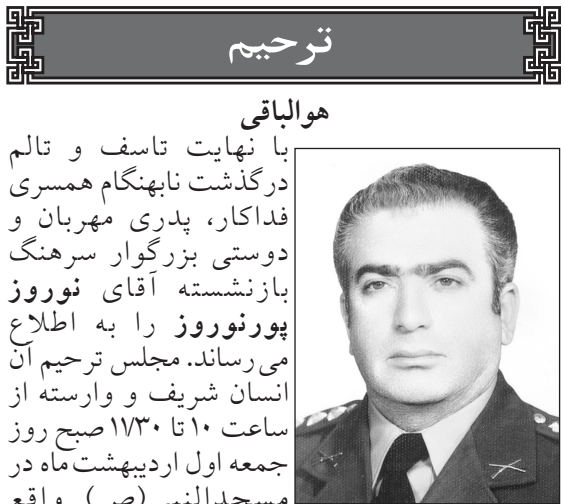 ترحیم
هوالباقی
با نهایت تاسف و تالم
درگذشت نابهنگام همسری
فداکار، پدری مهربان و
دوستی بزرگوار سرهنگ
بازنشسته آقای نوروز
پورنوروز را به اطلاع
می‌رساند. مجلس ترحیم آن
انسان شریف و وارسته از
ساعت ۱۰ تا ۱۱/۳۰ صبح روز
جمعه اول اردیبهشت‌ماه در
مسجدالنبی (ص) واقع